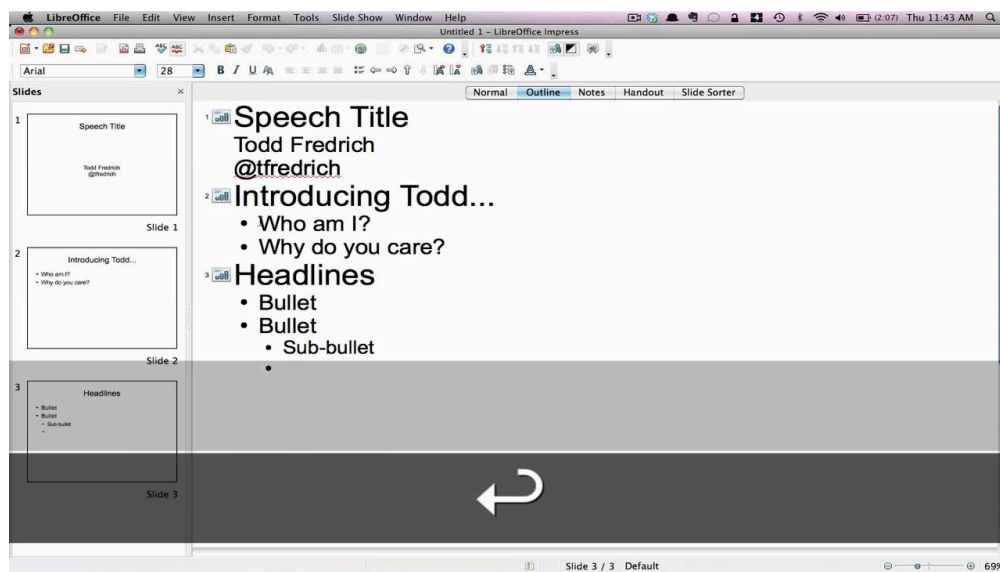 LibreOffice File Edit View Insert Format Tools Slide Show Window Help (2:07) Thu 11:43 AM
Untitled 1 – LibreOffice Impress
Arial 28 B I U A
Slides
Normal Outline Notes Handout Slide Sorter
1
Speech Title
Todd Fredrich
@tfredrich
Slide 1
2
Introducing Todd...
• Who am I?
• Why do you care?
Slide 2
3
Headlines
• Bullet
• Bullet
• Sub-bullet
•
Slide 3
1 Speech Title
Todd Fredrich
@tfredrich
2 Introducing Todd...
• Who am I?
• Why do you care?
3 Headlines
• Bullet
• Bullet
• Sub-bullet
•
Slide 3 / 3 Default 69%